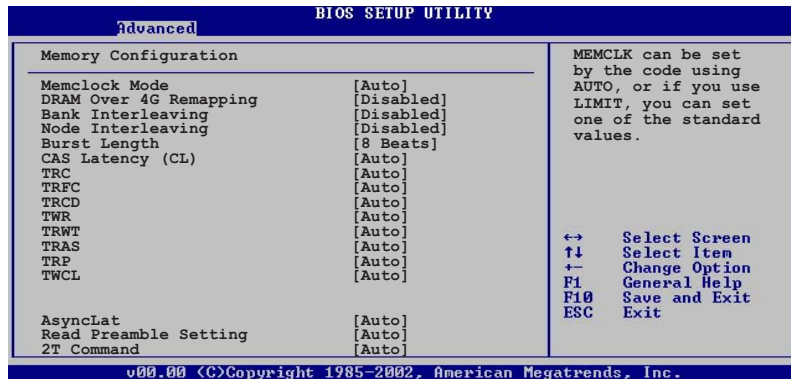 BIOS SETUP UTILITY
Advanced
Memory Configuration
Memclock Mode [Auto]
DRAM Over 4G Remapping [Disabled]
Bank Interleaving [Disabled]
Node Interleaving [Disabled]
Burst Length [8 Beats]
CAS Latency (CL) [Auto]
TRC [Auto]
TRFC [Auto]
TRCD [Auto]
TWR [Auto]
TRWT [Auto]
TRAS [Auto]
TRP [Auto]
TWCL [Auto]
AsyncLat [Auto]
Read Preamble Setting [Auto]
2T Command [Auto]
MEMCLK can be set
by the code using
AUTO, or if you use
LIMIT, you can set
one of the standard
values.
↔ Select Screen
↑↓ Select Item
+- Change Option
F1 General Help
F10 Save and Exit
ESC Exit
v00.00 (C)Copyright 1985-2002, American Megatrends, Inc.